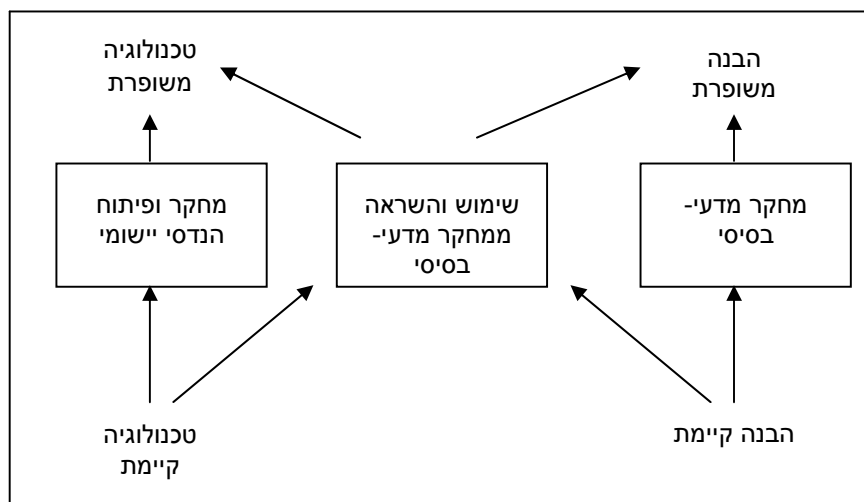 הבנה
משופרת
טכנולוגיה
משופרת
מחקר מדעי-
בסיסי
שימוש והשראה
ממחקר מדעי-
בסיסי
מחקר ופיתוח
הנדסי יישומי
הבנה קיימת
טכנולוגיה
קיימת